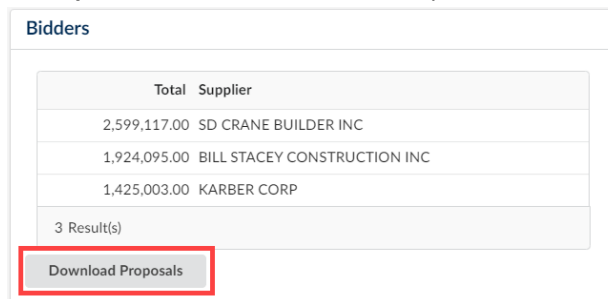 Bidders
Total Supplier
2,599,117.00 SD CRANE BUILDER INC
1,924,095.00 BILL STACEY CONSTRUCTION INC
1,425,003.00 KARBER CORP
3 Result(s)
Download Proposals